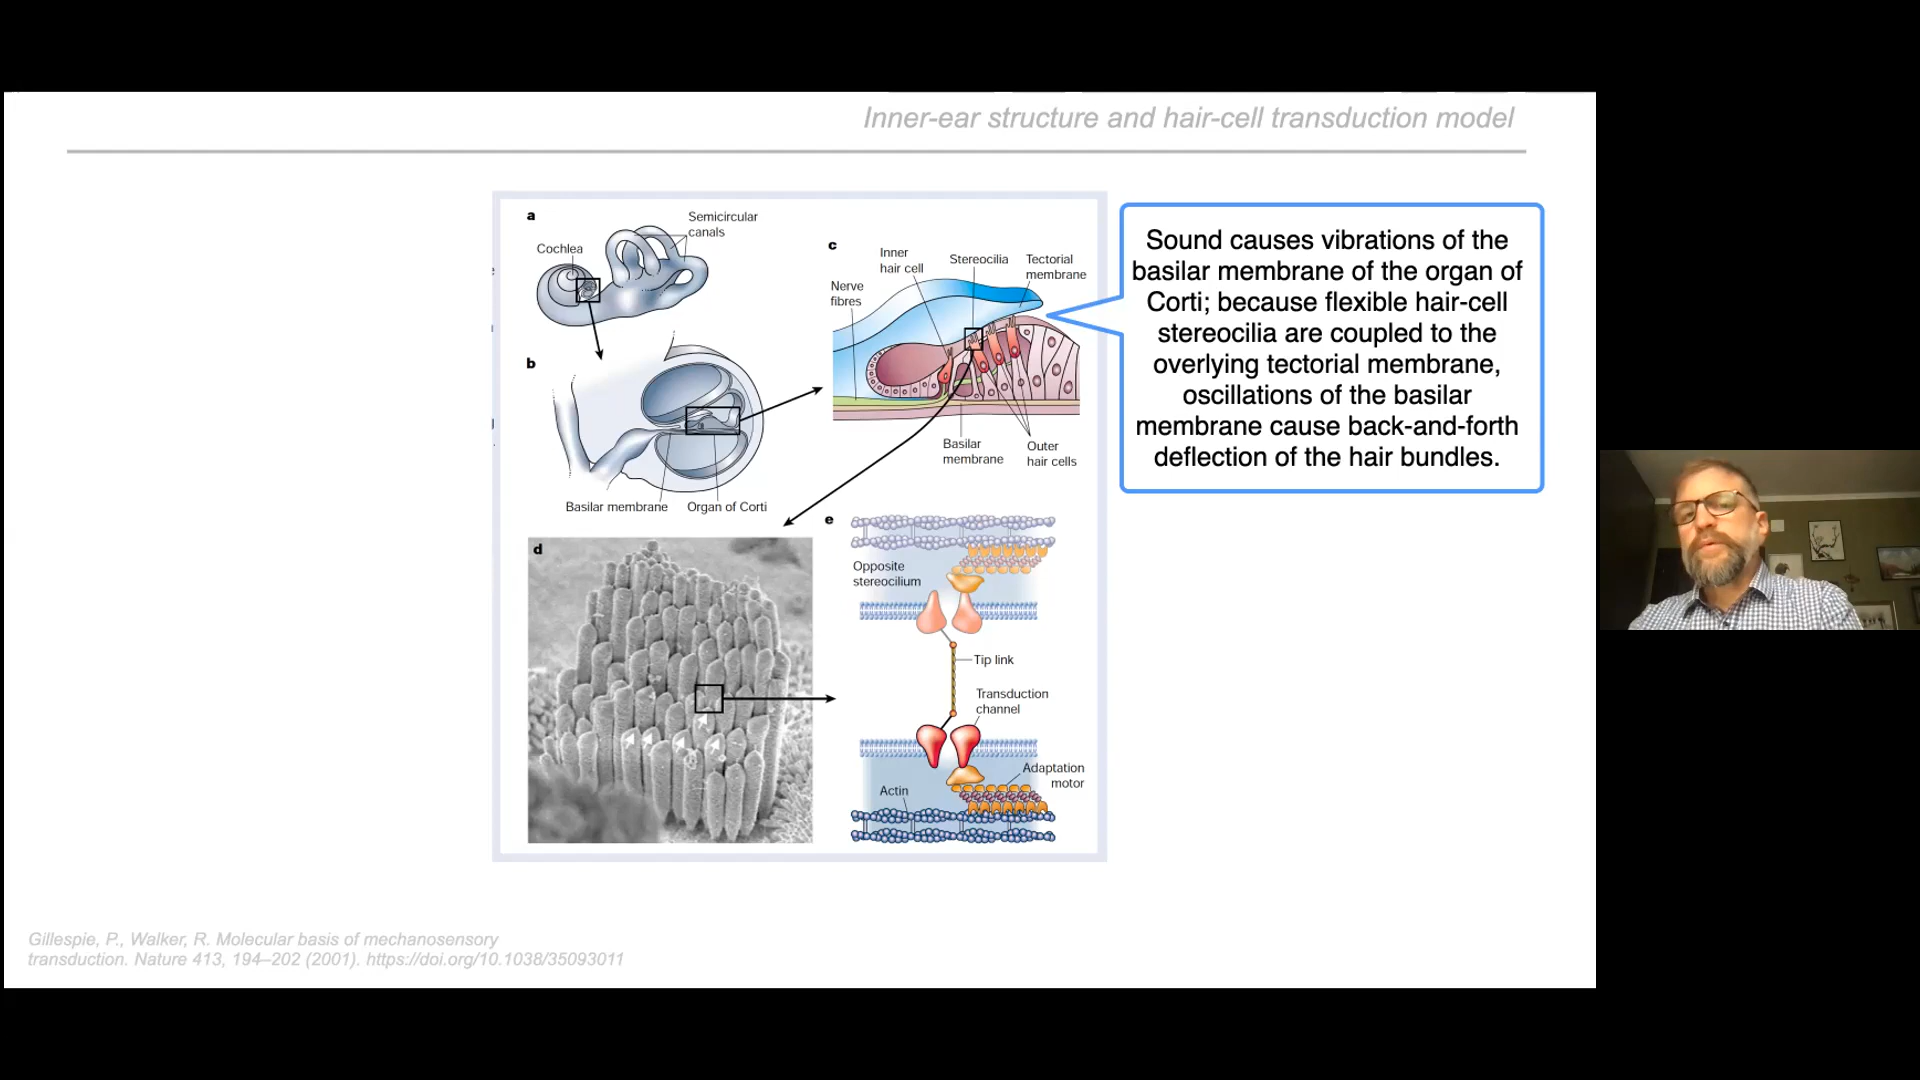 Inner-ear structure and hair-cell transduction model
a
Semicircular
canals
Cochlea
b
Basilar membrane
Organ of Corti
c
Inner
hair cell
Stereocilia
Tectorial
membrane
Nerve
fibres
Basilar
membrane
Outer
hair cells
Sound causes vibrations of the
basilar membrane of the organ of
Corti; because flexible hair-cell
stereocilia are coupled to the
overlying tectorial membrane,
oscillations of the basilar
membrane cause back-and-forth
deflection of the hair bundles.
d
e
Opposite
stereocilium
Tip link
Transduction
channel
Adaptation
motor
Actin
Gillespie, P., Walker, R. Molecular basis of mechanosensory
transduction. Nature 413, 194–202 (2001). https://doi.org/10.1038/35093011